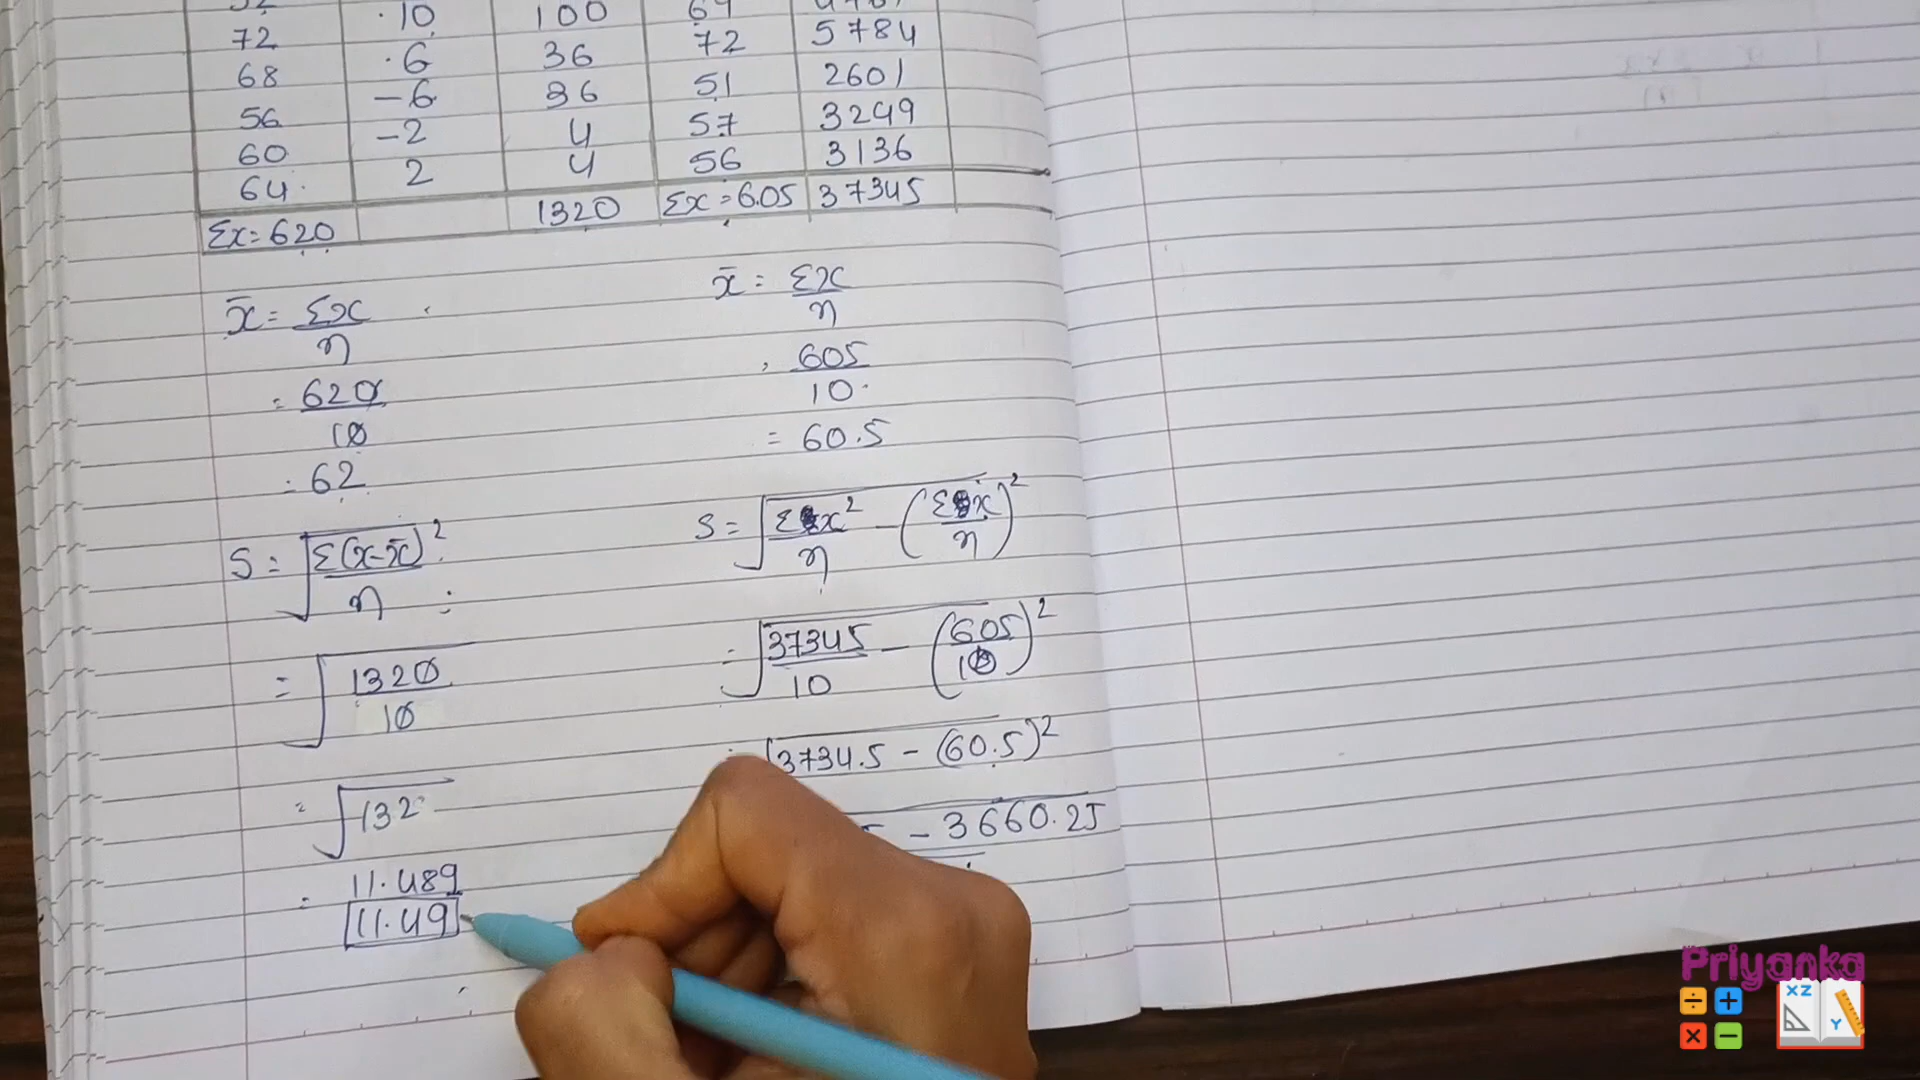 10 100 69
72 6 36 72 5784
68 -6 36 51 2601
56 -2 4 57 3249
60 2 4 56 3136
64
Σx=620 1320 Σx=605 37345
x̄ = Σx/n
= 620/10
= 62
S = √Σ(x-x̄)²/n
= √1320/10
= √132
= 11.489
11.49
x̄ = Σx/n
605/10
= 60.5
S = √Σx²/n - (Σx/n)²
= √37345/10 - (605/10)²
√3734.5 - (60.5)²
- 3660.25
Priyanka
÷ +
× −
XZ
Y